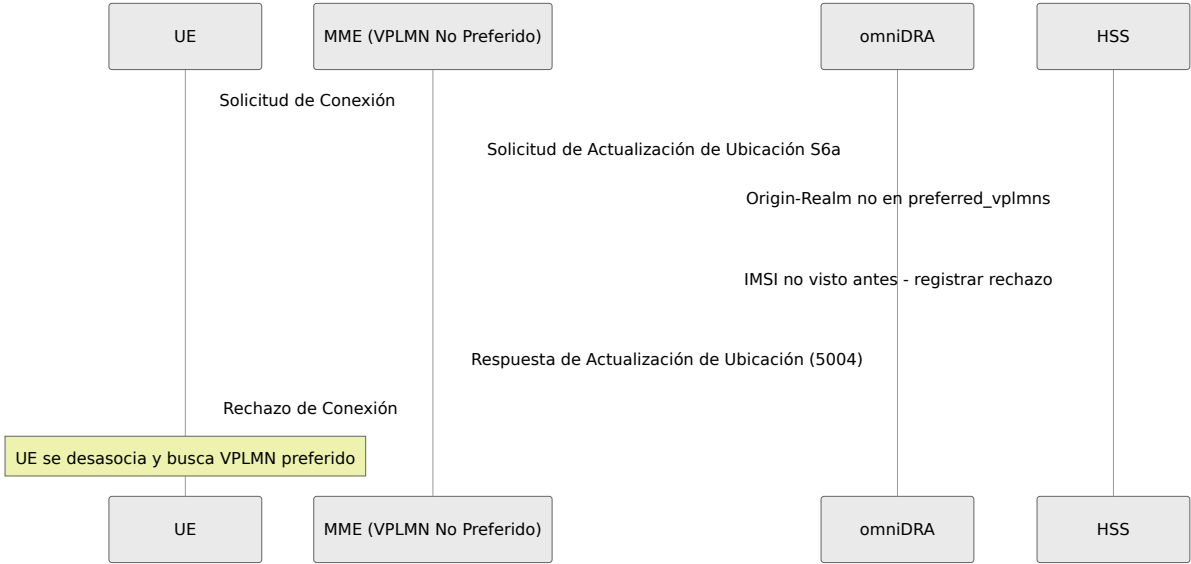 UE
MME (VPLMN No Preferido)
omniDRA
HSS
Solicitud de Conexión
Solicitud de Actualización de Ubicación S6a
Origin-Realm no en preferred_vplmns
IMSI no visto antes - registrar rechazo
Respuesta de Actualización de Ubicación (5004)
Rechazo de Conexión
UE se desasocia y busca VPLMN preferido
UE
MME (VPLMN No Preferido)
omniDRA
HSS